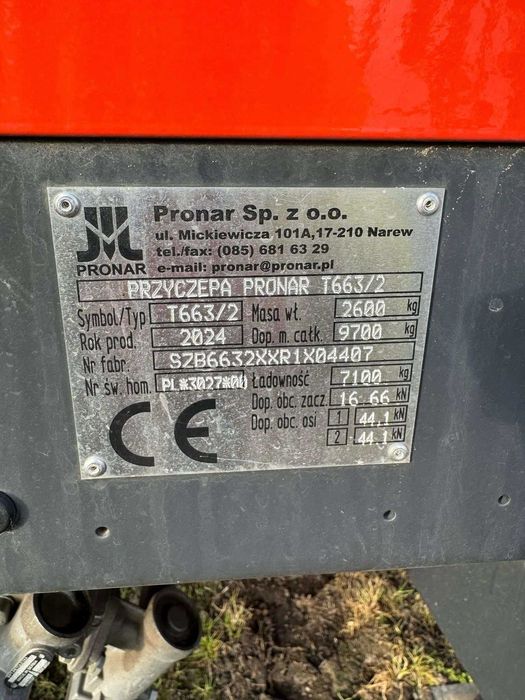 Pronar Sp. z o.o.
ul. Mickiewicza 101A,17-210 Narew
tel./fax: (085) 681 63 29
PRONAR e-mail: pronar@pronar.pl
PRZYCZEPA PRONAR T663/2
Symbol/Typ T663/2 Masa wł. 2600 kg
Rok prod. 2024 Dop. m. całk. 9700 kg
Nr fabr. SZB6632XXR1X04407
Nr św. hom. PL*3027*00 Ładowność 7100 kg
Dop. obc. zacz. 16.66 kN
Dop. obc. osi 1 44,1 kN
2 44.1 kN
CE